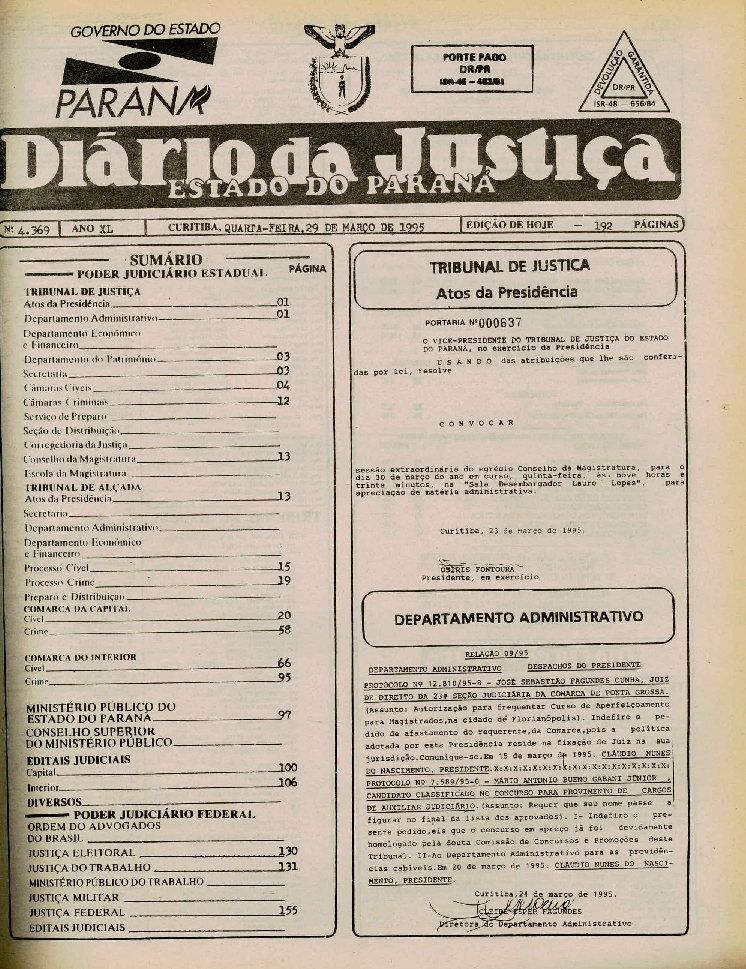 GOVERNO DO ESTADO
PARANÁ
PORTE PAGO
DR/PR
ISR-48 - 482/81
DEVOLUÇÃO GARANTIDA
DR/PR
ISR-48 - 656/84
Diário da Justiça
ESTADO DO PARANÁ
Nº 4.369 ANO XL CURITIBA, QUARTA-FEIRA, 29 DE MARÇO DE 1995 EDIÇÃO DE HOJE - 192 PÁGINAS
SUMÁRIO
PODER JUDICIÁRIO ESTADUAL PÁGINA
TRIBUNAL DE JUSTIÇA
Atos da Presidência 01
Departamento Administrativo 01
Departamento Econômico
e Financeiro
Departamento do Patrimônio 03
Secretaria 03
Câmaras Cíveis 04
Câmaras Criminais 12
Serviço de Preparo
Seção de Distribuição
Corregedoria da Justiça
Conselho da Magistratura 13
Escola da Magistratura
TRIBUNAL DE ALÇADA
Atos da Presidência 13
Secretaria
Departamento Administrativo
Departamento Econômico
e Financeiro
Processo Cível 15
Processo Crime 19
Preparo e Distribuição
COMARCA DA CAPITAL
Cível 20
Crime 58
COMARCA DO INTERIOR
Cível 66
Crime 95
MINISTÉRIO PÚBLICO DO
ESTADO DO PARANÁ 97
CONSELHO SUPERIOR
DO MINISTÉRIO PÚBLICO
EDITAIS JUDICIAIS
Capital 100
Interior 106
DIVERSOS
PODER JUDICIÁRIO FEDERAL
ORDEM DO ADVOGADOS
DO BRASIL
JUSTIÇA ELEITORAL 130
JUSTIÇA DO TRABALHO 131
MINISTÉRIO PÚBLICO DO TRABALHO
JUSTIÇA MILITAR
JUSTIÇA FEDERAL 155
EDITAIS JUDICIAIS
TRIBUNAL DE JUSTICA
Atos da Presidência
PORTARIA Nº 000637
O VICE-PRESIDENTE DO TRIBUNAL DE JUSTIÇA DO ESTADO
DO PARANÁ, no exercício da Presidência
U S A N D O das atribuições que lhe são conferi-
das por lei, resolve
C O N V O C A R
sessão extraordinária do egrégio Conselho da Magistratura, para o
dia 30 de março do ano em curso, quinta-feira, às nove horas e
trinta minutos, na "Sala Desembargador Lauro Lopes", para
apreciação de matéria administrativa.
Curitiba, 23 de março de 1995.
OSIRIS FONTOURA
Presidente, em exercício
DEPARTAMENTO ADMINISTRATIVO
RELAÇÃO 09/95
DEPARTAMENTO ADMINISTRATIVO DESPACHOS DO PRESIDENTE
PROTOCOLO Nº 12.810/95-8 - JOSÉ SEBASTIÃO FAGUNDES CUNHA, JUIZ
DE DIREITO DA 23ª SEÇÃO JUDICIÁRIA DA COMARCA DE PONTA GROSSA.
(Assunto: Autorização para frequentar Curso de Aperfeiçoamento
para Magistrados, na cidade de Florianópolis). Indefiro o pe-
dido de afastamento do requerente, da Comarca, pois a política
adotada por este Presidência reside na fixação do Juiz na sua
jurisdição. Comunique-se. Em 15 de março de 1995. CLÁUDIO NUNES
DO NASCIMENTO, PRESIDENTE. X:X:X:X:X:X:X:X:X:X:X:X:X:X:X:X:X:X
PROTOCOLO Nº 7.589/95-0 - MÁRIO ANTONIO BUENO GABANI JÚNIOR,
CANDIDATO CLASSIFICADO NO CONCURSO PARA PROVIMENTO DE CARGOS
DE AUXILIAR JUDICIÁRIO. (Assunto: Requer que seu nome passe a
figurar no final da lista dos aprovados). I- Indefiro o pre-
sente pedido, eis que o concurso em apreço já foi devidamente
homologado pela douta Comissão de Concursos e Promoções deste
Tribunal. II-Ao Departamento Administrativo para as providên-
cias cabíveis. Em 20 de março de 1995. CLÁUDIO NUNES DO NASCI-
MENTO, PRESIDENTE.
Curitiba, 24 de março de 1995.
CLEIDE ESPER FAGUNDES
Diretora do Departamento Administrativo